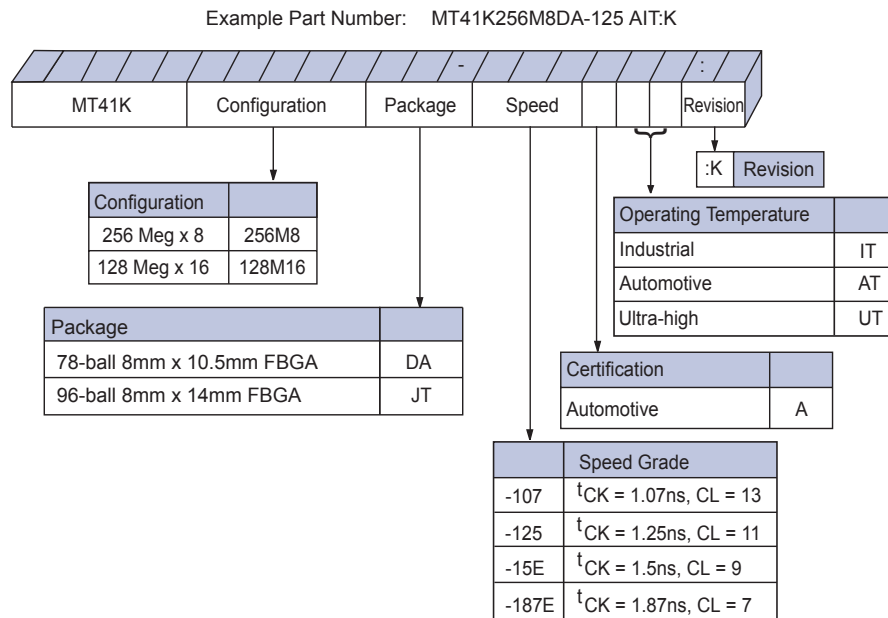 Example Part Number: MT41K256M8DA-125 AIT:K
- :
MT41K Configuration Package Speed Revision
:K Revision
Configuration
256 Meg x 8 256M8
128 Meg x 16 128M16
Operating Temperature
Industrial IT
Automotive AT
Ultra-high UT
Package
78-ball 8mm x 10.5mm FBGA DA
96-ball 8mm x 14mm FBGA JT
Certification
Automotive A
Speed Grade
-107 tCK = 1.07ns, CL = 13
-125 tCK = 1.25ns, CL = 11
-15E tCK = 1.5ns, CL = 9
-187E tCK = 1.87ns, CL = 7